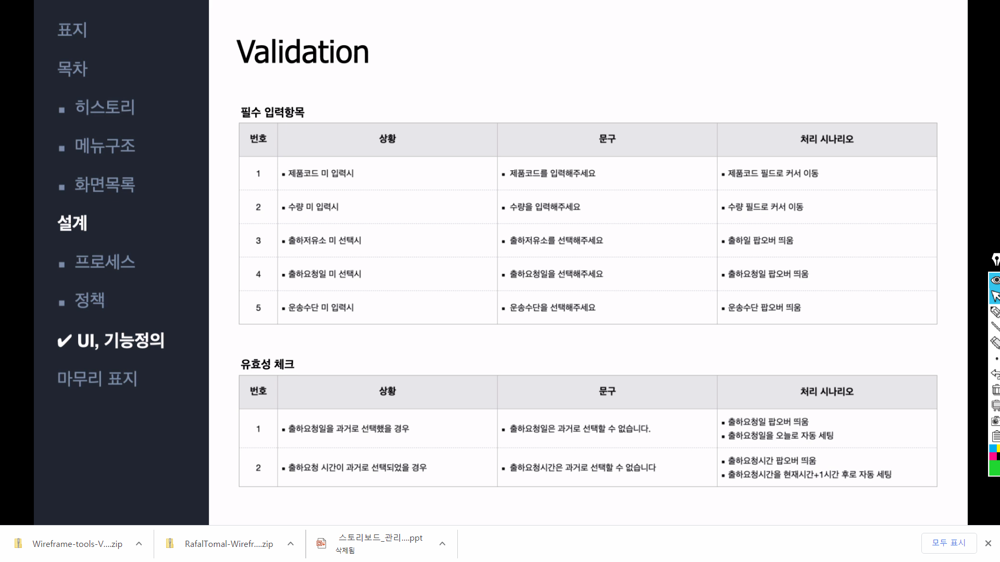 표지
목차
▪ 히스토리
▪ 메뉴구조
▪ 화면목록
설계
▪ 프로세스
▪ 정책
✔ UI, 기능정의
마무리 표지
Validation
필수 입력항목
번호 상황 문구 처리 시나리오
1 ▪ 제품코드 미 입력시 ▪ 제품코드를 입력해주세요 ▪ 제품코드 필드로 커서 이동
2 ▪ 수량 미 입력시 ▪ 수량을 입력해주세요 ▪ 수량 필드로 커서 이동
3 ▪ 출하저유소 미 선택시 ▪ 출하저유소를 선택해주세요 ▪ 출하일 팝오버 띄움
4 ▪ 출하요청일 미 선택시 ▪ 출하요청일을 선택해주세요 ▪ 출하요청일 팝오버 띄움
5 ▪ 운송수단 미 입력시 ▪ 운송수단을 선택해주세요 ▪ 운송수단 팝오버 띄움
유효성 체크
번호 상황 문구 처리 시나리오
1 ▪ 출하요청일을 과거로 선택했을 경우 ▪ 출하요청일은 과거로 선택할 수 없습니다. ▪ 출하요청일 팝오버 띄움
▪ 출하요청일을 오늘로 자동 세팅
2 ▪ 출하요청 시간이 과거로 선택되었을 경우 ▪ 출하요청시간은 과거로 선택할 수 없습니다 ▪ 출하요청시간 팝오버 띄움
▪ 출하요청시간을 현재시간+1시간 후로 자동 세팅
Wireframe-tools-V....zip
RafalTomal-Wirefr....zip
스토리보드_관리....ppt
삭제됨
모두 표시